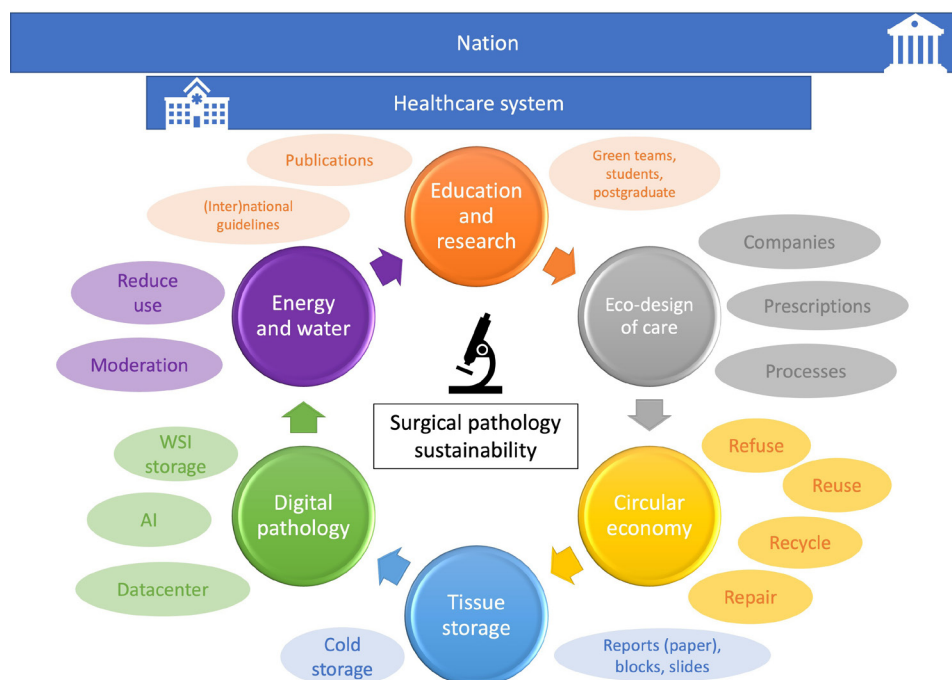 Nation
Healthcare system
Publications
(Inter)national
guidelines
Education
and
research
Green teams,
students,
postgraduate
Companies
Prescriptions
Processes
Eco-design
of care
Energy
and water
Reduce
use
Moderation
Surgical pathology
sustainability
WSI
storage
AI
Datacenter
Digital
pathology
Circular
economy
Refuse
Reuse
Recycle
Repair
Tissue
storage
Cold
storage
Reports (paper),
blocks, slides